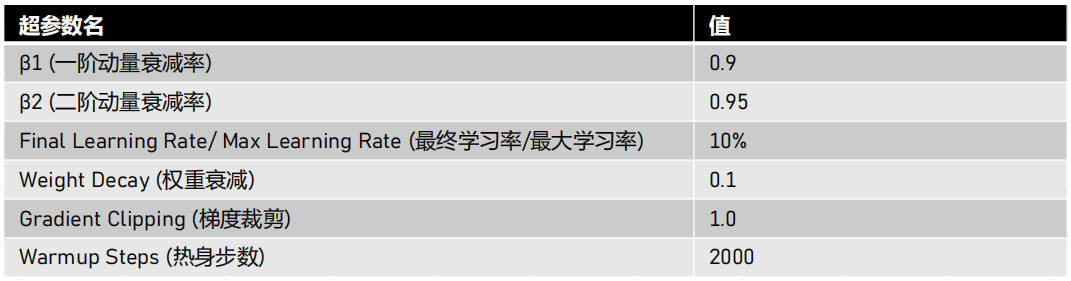 超参数名 值
β1 (一阶动量衰减率) 0.9
β2 (二阶动量衰减率) 0.95
Final Learning Rate/ Max Learning Rate (最终学习率/最大学习率) 10%
Weight Decay (权重衰减) 0.1
Gradient Clipping (梯度裁剪) 1.0
Warmup Steps (热身步数) 2000